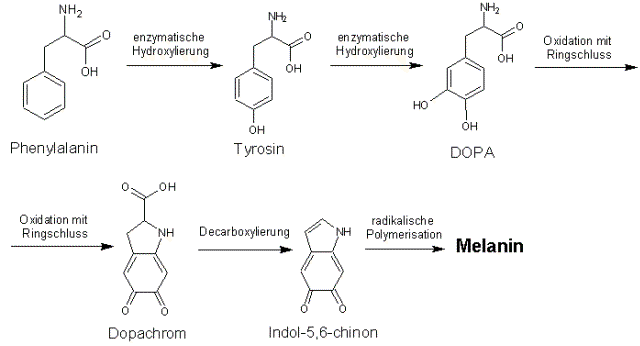 NH2
O
OH
Phenylalanin
enzymatische
Hydroxylierung
NH2
O
OH
OH
Tyrosin
enzymatische
Hydroxylierung
NH2
O
OH
HO
OH
DOPA
Oxidation mit
Ringschluss
Oxidation mit
Ringschluss
O
OH
NH
O
O
Dopachrom
Decarboxylierung
NH
O
O
Indol-5,6-chinon
radikalische
Polymerisation
Melanin